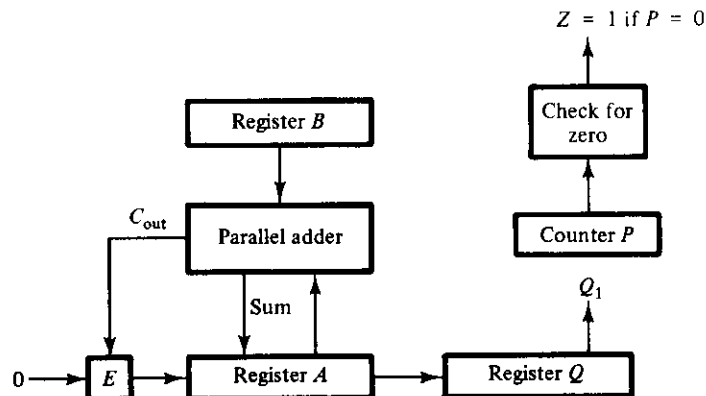 Z = 1 if P = 0
Check for
zero
Register B
Counter P
C_out
Parallel adder
Sum
Q_1
0
E
Register A
Register Q